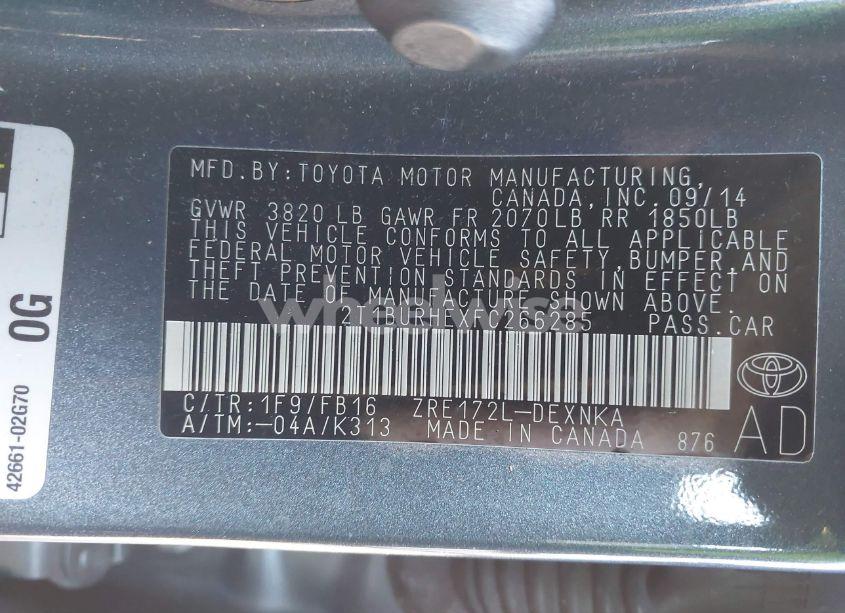 MFD.BY:TOYOTA MOTOR MANUFACTURING,
CANADA, INC. 09/14
GVWR 3820 LB GAWR FR 2070LB RR 1850LB
THIS VEHICLE CONFORMS TO ALL APPLICABLE
FEDERAL MOTOR VEHICLE SAFETY, BUMPER, AND
THEFT PREVENTION STANDARDS IN EFFECT ON
THE DATE OF MANUFACTURE SHOWN ABOVE.
PASS.CAR
wheelwise
C/TR:1F9/FB16 ZRE172L-DEXNKA
A/TM:-04A/K313 MADE IN CANADA 876
AD
0G
42661-02G70